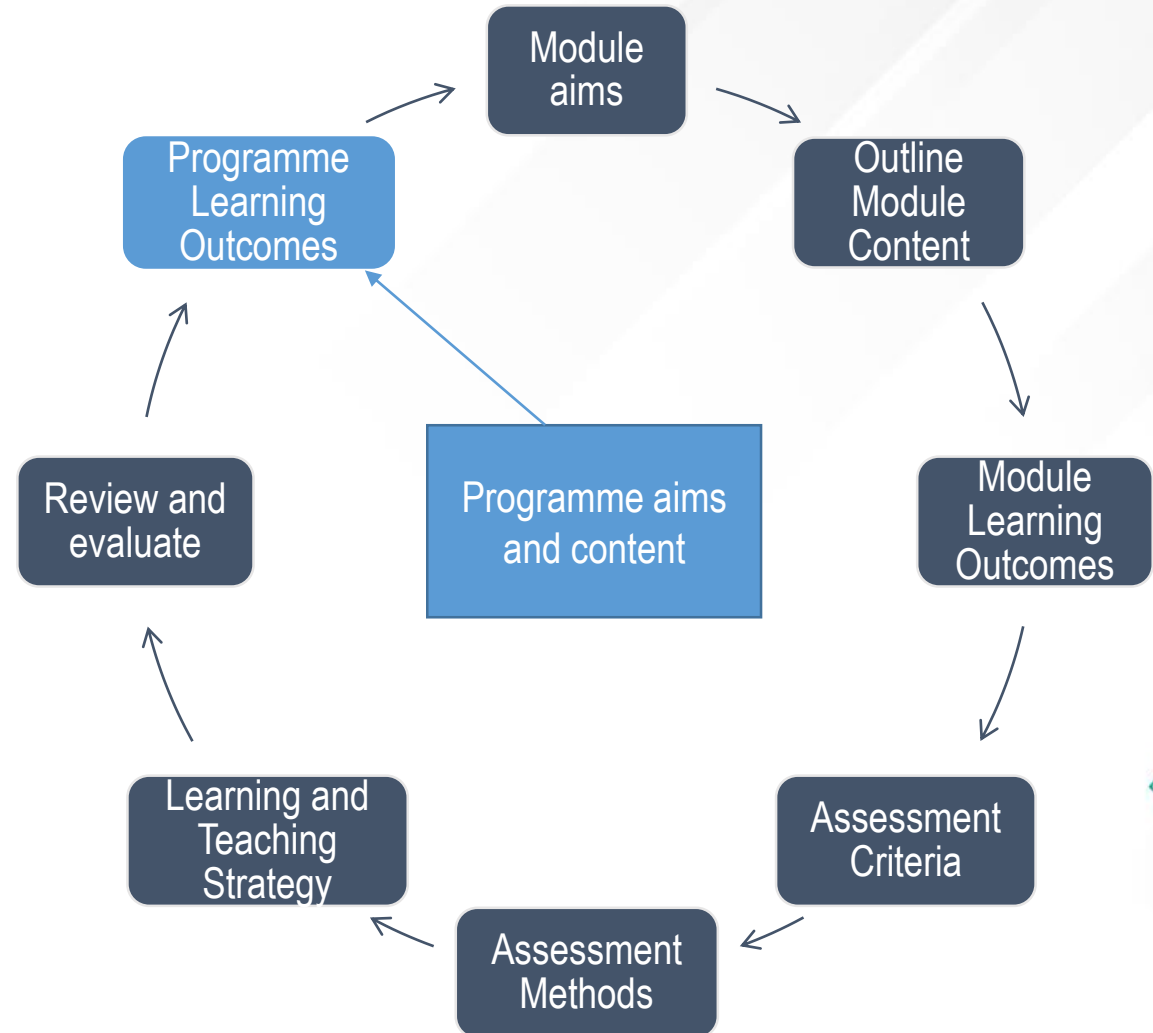 Module
aims
Outline
Module
Content
Module
Learning
Outcomes
Assessment
Criteria
Assessment
Methods
Learning and
Teaching
Strategy
Review and
evaluate
Programme
Learning
Outcomes
Programme aims
and content